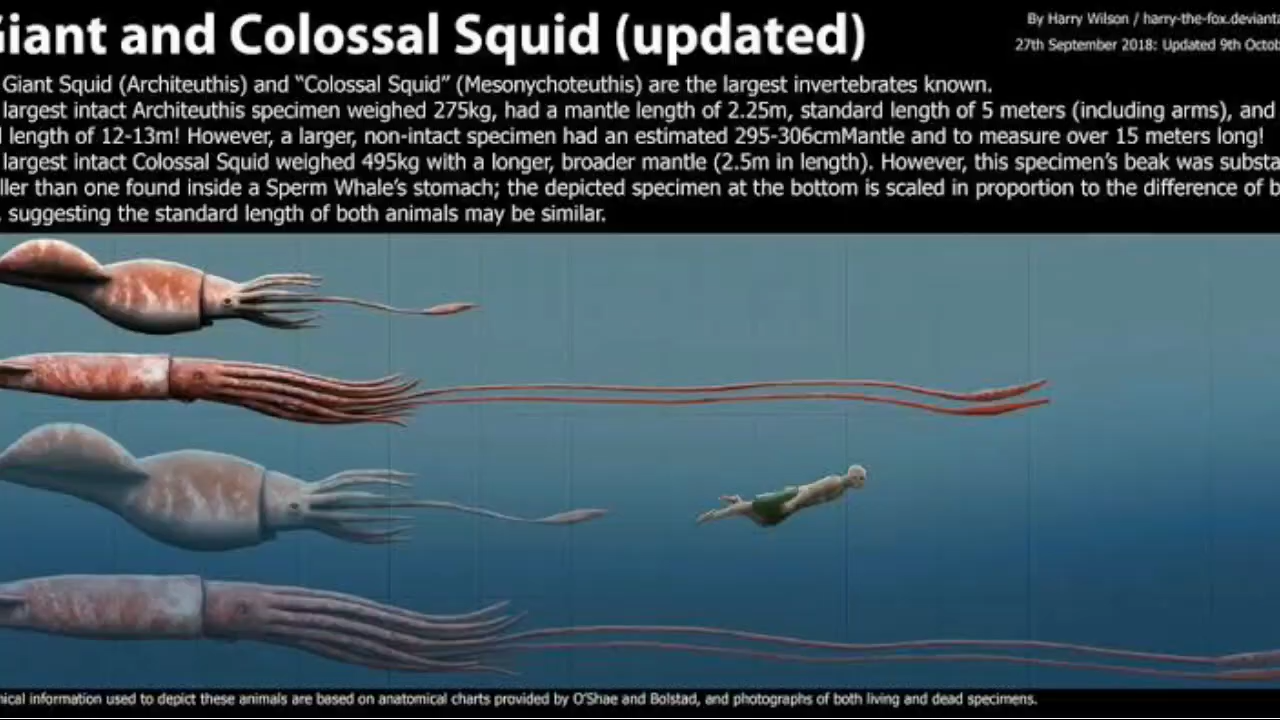 Giant and Colossal Squid (updated)
By Harry Wilson / harry-the-fox.devianta
27th September 2018: Updated 9th Octob
Giant Squid (Architeuthis) and “Colossal Squid” (Mesonychoteuthis) are the largest invertebrates known.
largest intact Architeuthis specimen weighed 275kg, had a mantle length of 2.25m, standard length of 5 meters (including arms), and
l length of 12-13m! However, a larger, non-intact specimen had an estimated 295-306cmMantle and to measure over 15 meters long!
largest intact Colossal Squid weighed 495kg with a longer, broader mantle (2.5m in length). However, this specimen's beak was substa
ller than one found inside a Sperm Whale's stomach; the depicted specimen at the bottom is scaled in proportion to the difference of b
, suggesting the standard length of both animals may be similar.
nical information used to depict these animals are based on anatomical charts provided by O'Shae and Bolstad, and photographs of both living and dead specimens.